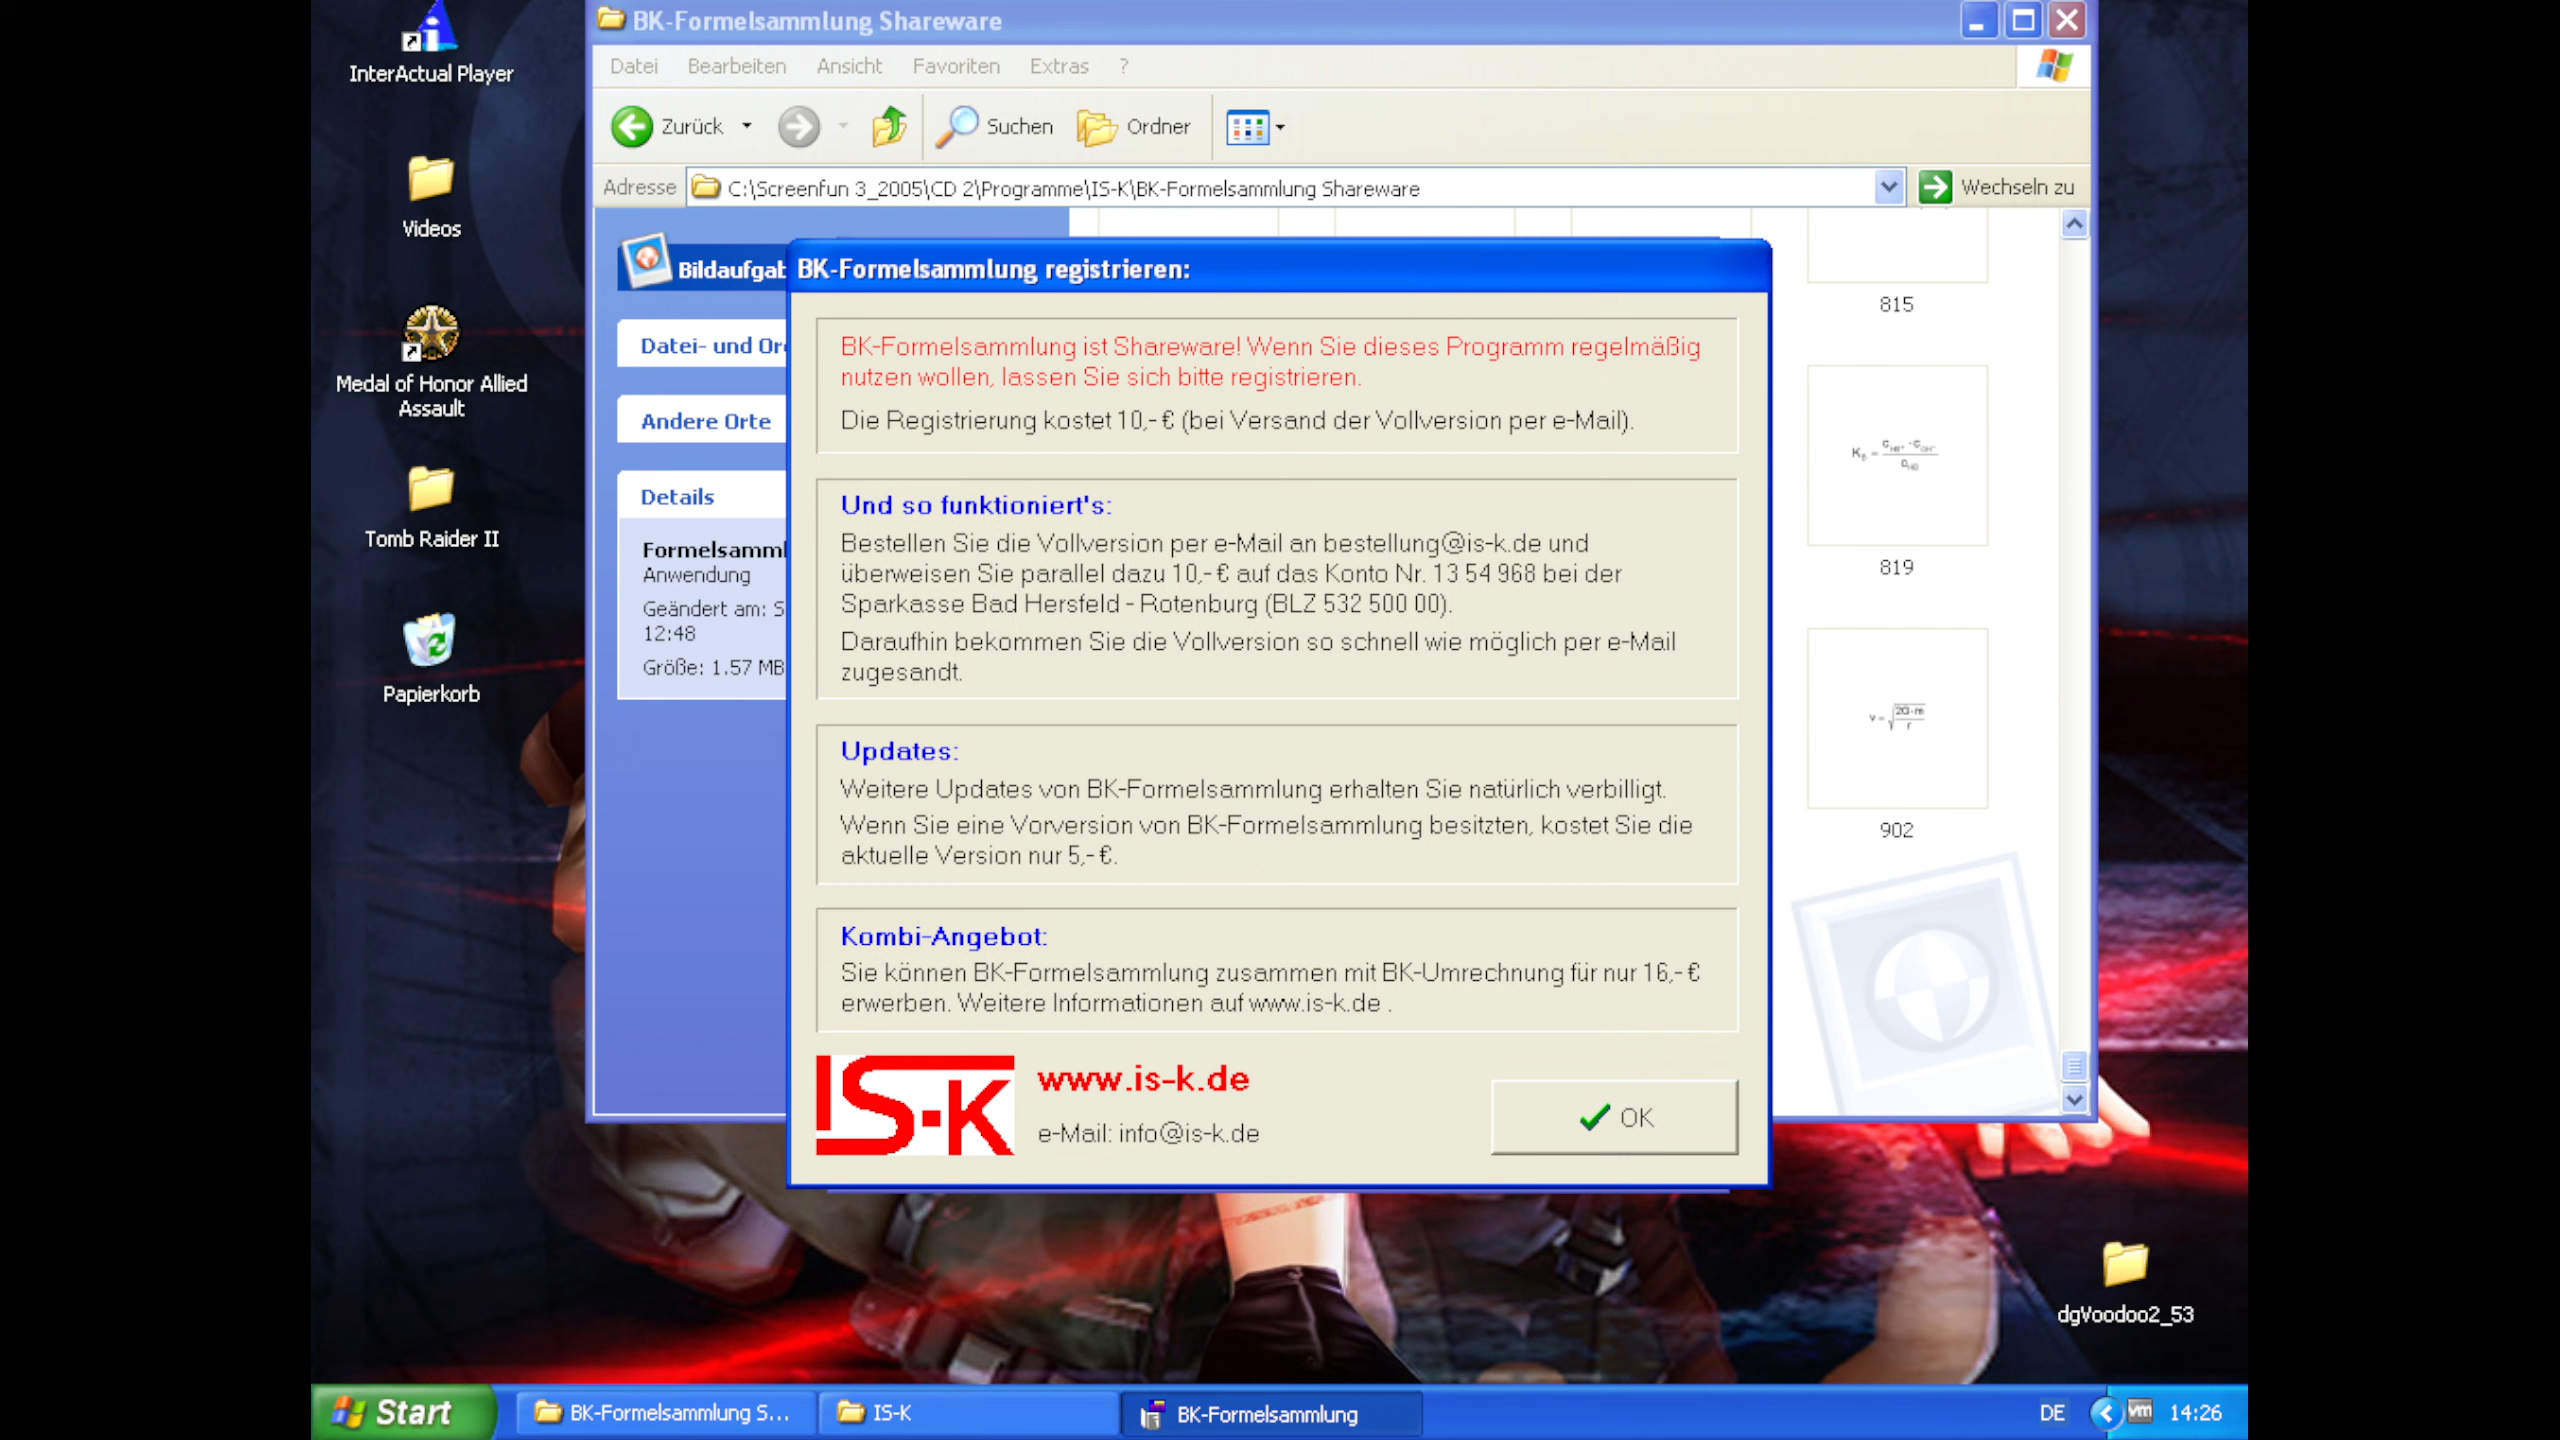 InterActual Player
Videos
Medal of Honor Allied
Assault
Tomb Raider II
Papierkorb
BK-Formelsammlung Shareware
Datei Bearbeiten Ansicht Favoriten Extras ?
Zurück Suchen Ordner
Adresse C:\Screenfun 3_2005\CD 2\Programme\IS-K\BK-Formelsammlung Shareware Wechseln zu
Bildaufgab
Datei- und Or
Andere Orte
Details
Formelsamml
Anwendung
Geändert am: S
12:48
Größe: 1.57 MB
BK-Formelsammlung registrieren:
BK-Formelsammlung ist Shareware! Wenn Sie dieses Programm regelmäßig
nutzen wollen, lassen Sie sich bitte registrieren.
Die Registrierung kostet 10,- € (bei Versand der Vollversion per e-Mail).
Und so funktioniert's:
Bestellen Sie die Vollversion per e-Mail an bestellung@is-k.de und
überweisen Sie parallel dazu 10,- € auf das Konto Nr. 13 54 968 bei der
Sparkasse Bad Hersfeld - Rotenburg (BLZ 532 500 00).
Daraufhin bekommen Sie die Vollversion so schnell wie möglich per e-Mail
zugesandt.
Updates:
Weitere Updates von BK-Formelsammlung erhalten Sie natürlich verbilligt.
Wenn Sie eine Vorversion von BK-Formelsammlung besitzten, kostet Sie die
aktuelle Version nur 5,- €.
Kombi-Angebot:
Sie können BK-Formelsammlung zusammen mit BK-Umrechnung für nur 16,- €
erwerben. Weitere Informationen auf www.is-k.de .
IS-K
www.is-k.de
e-Mail: info@is-k.de
OK
815
819
902
dgVoodoo2_53
Start
BK-Formelsammlung S...
IS-K
BK-Formelsammlung
DE
vm
14:26